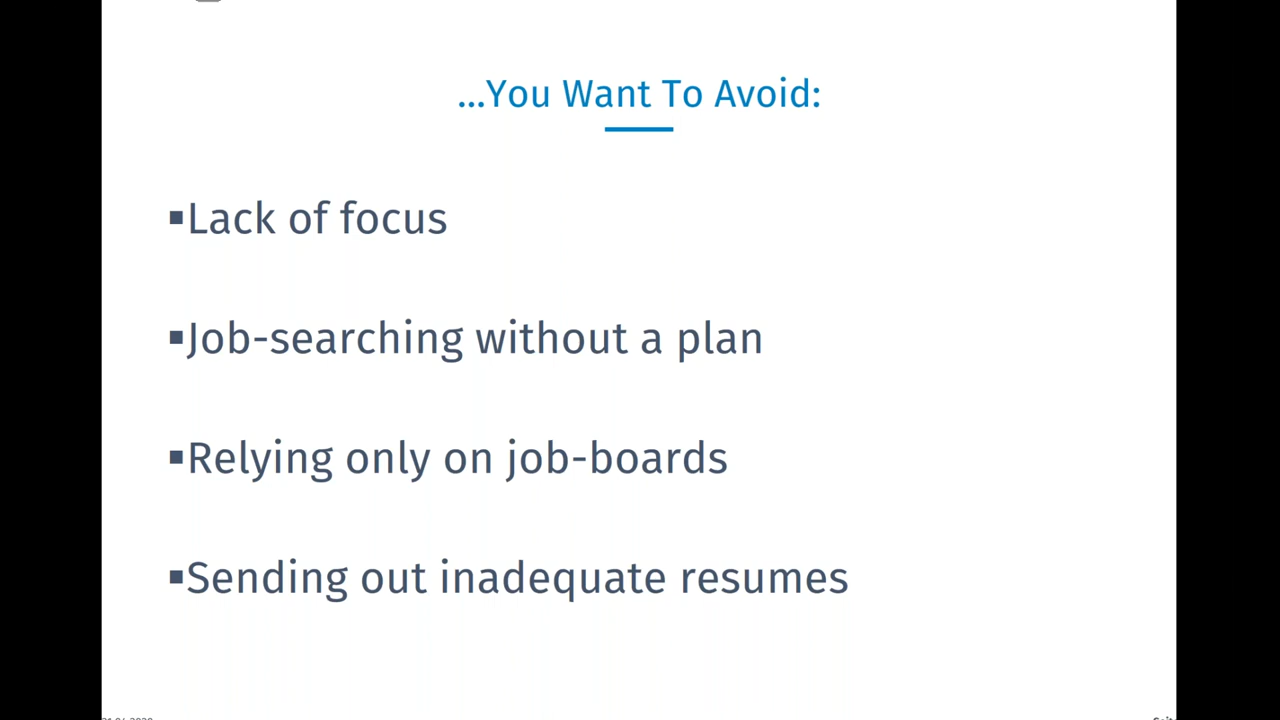 ...You Want To Avoid:
▪Lack of focus
▪Job-searching without a plan
▪Relying only on job-boards
▪Sending out inadequate resumes